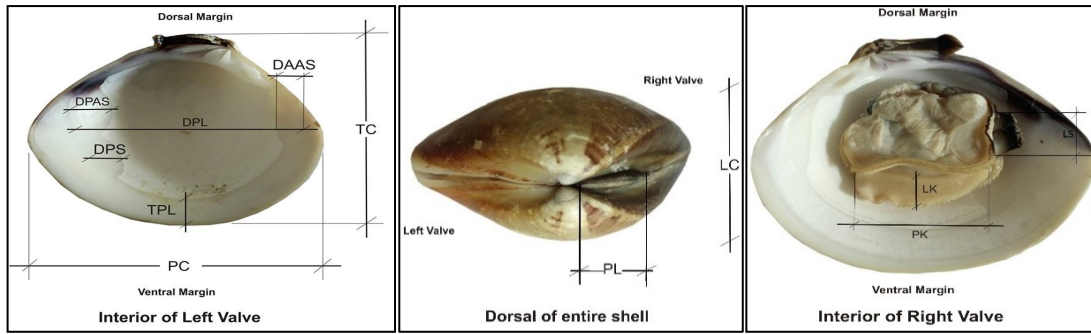 Dorsal Margin
DAAS
DPAS
DPL
TC
DPS
TPL
PC
Ventral Margin
Interior of Left Valve
Right Valve
LC
Left Valve
PL
Dorsal of entire shell
Dorsal Margin
LS
LK
PK
Ventral Margin
Interior of Right Valve